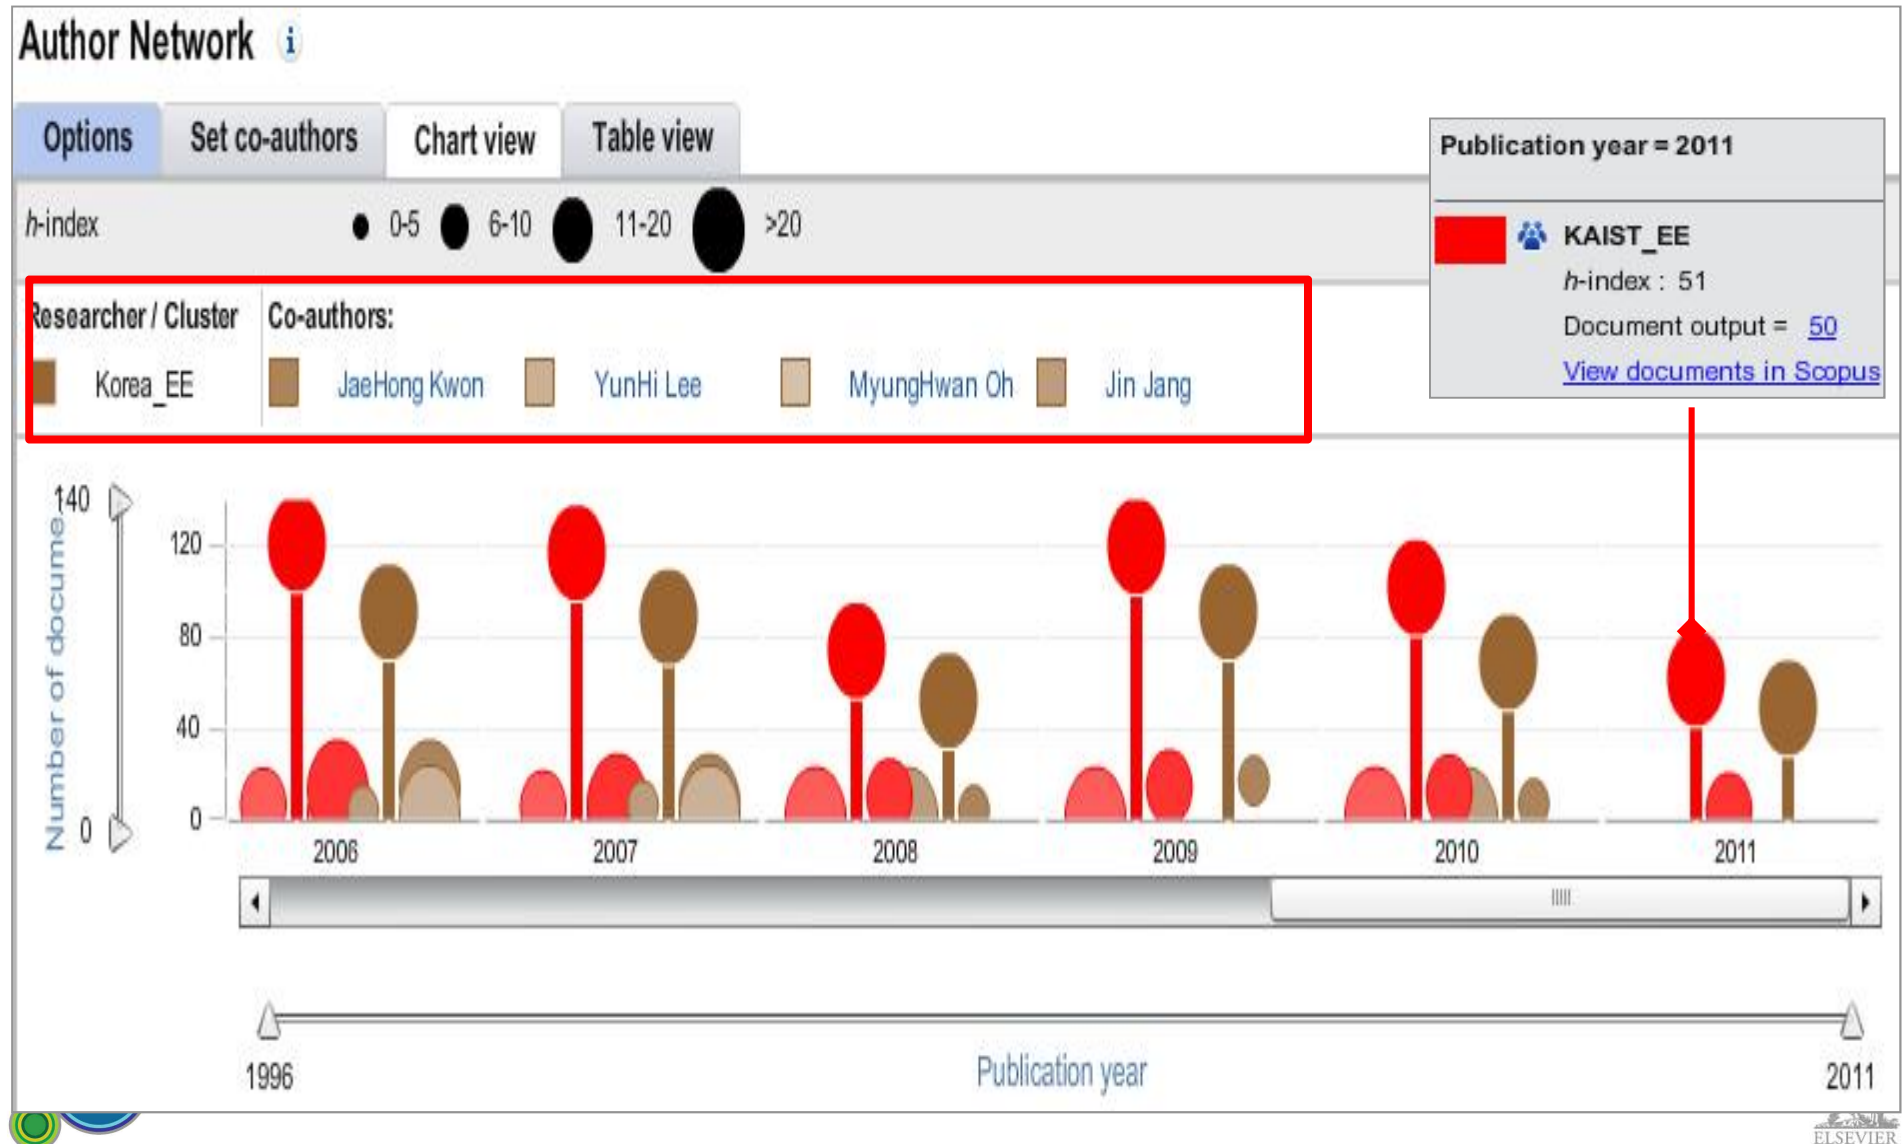 Author Network i
Options Set co-authors Chart view Table view
Publication year = 2011
h-index 0-5 6-10 11-20 >20
KAIST_EE
h-index : 51
Document output = 50
View documents in Scopus
Researcher / Cluster Co-authors:
Korea_EE JaeHong Kwon YunHi Lee MyungHwan Oh Jin Jang
Number of docume
140
0
120
80
40
0
2006 2007 2008 2009 2010 2011
1996 Publication year 2011
ELSEVIER